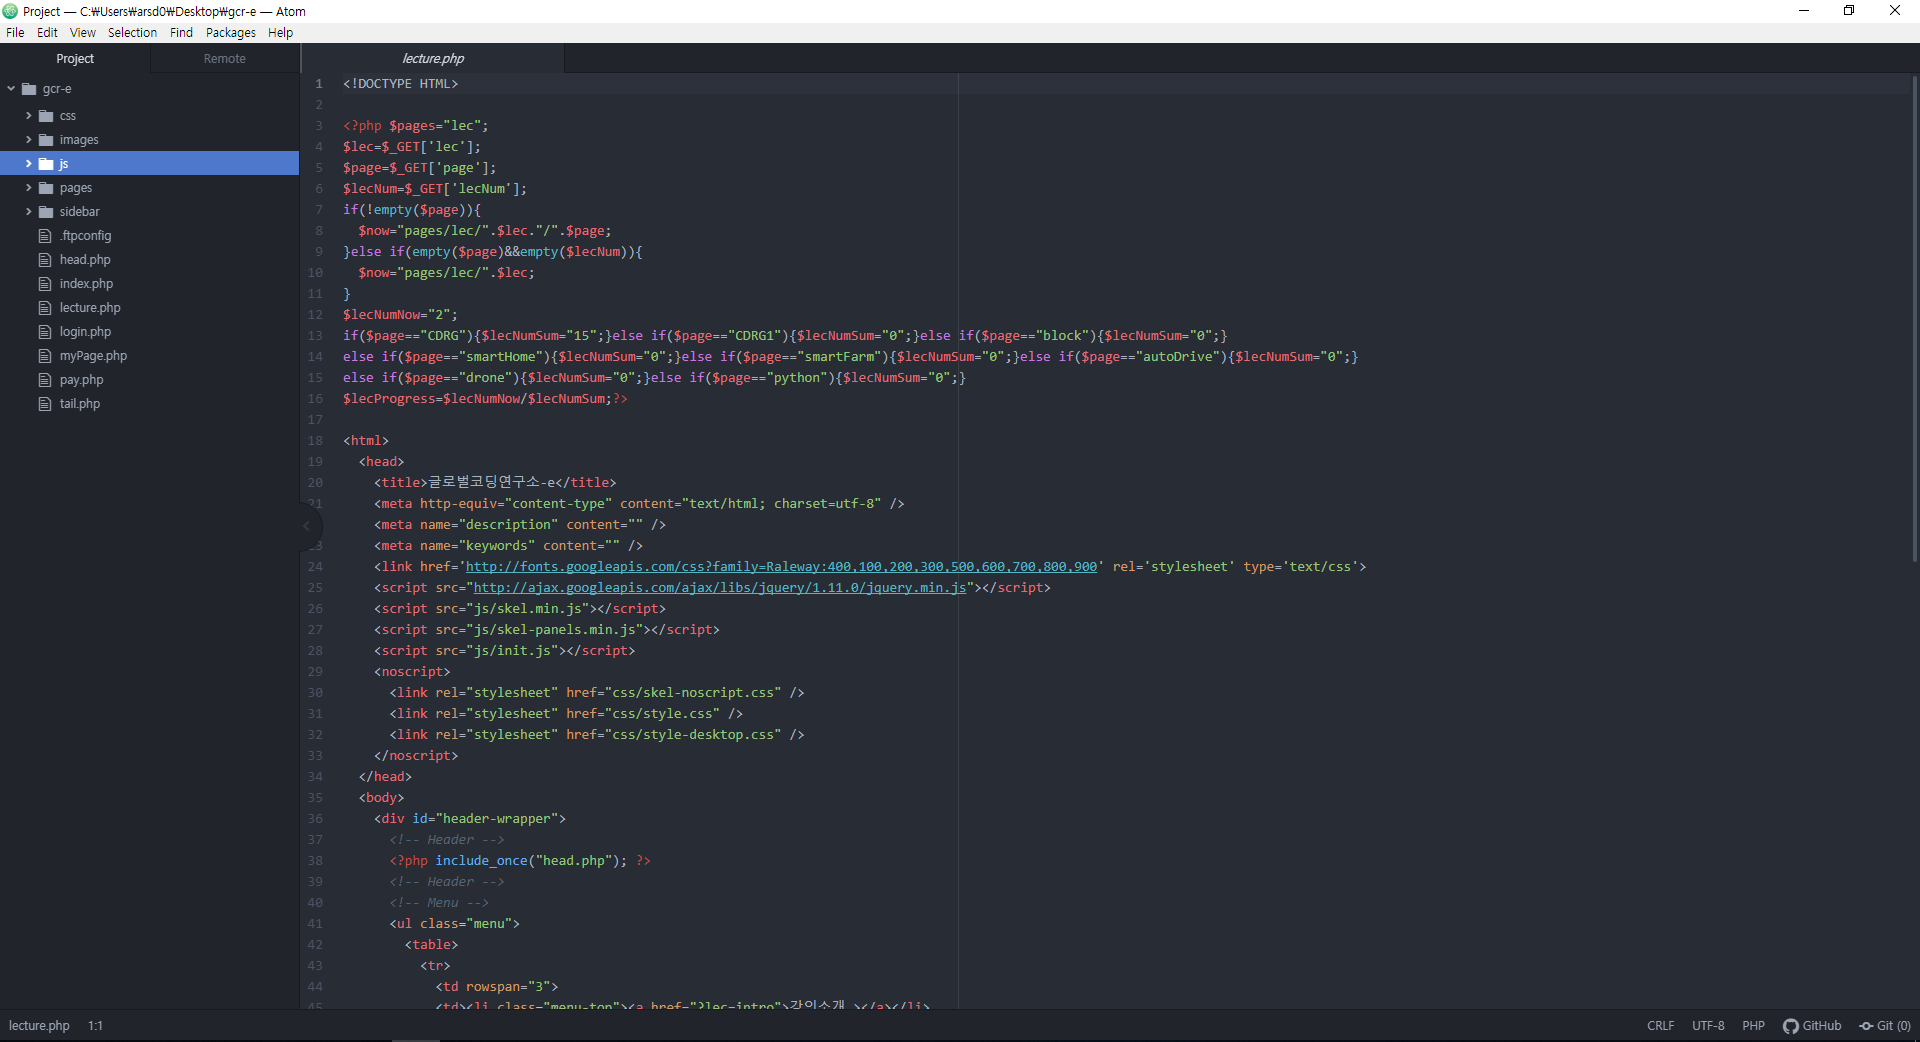 Project — C:₩Users₩arsd0₩Desktop₩gcr-e — Atom
File Edit View Selection Find Packages Help
Project Remote
gcr-e
css
images
js
pages
sidebar
.ftpconfig
head.php
index.php
lecture.php
login.php
myPage.php
pay.php
tail.php
lecture.php
1 <!DOCTYPE HTML>
2
3 <?php $pages="lec";
4 $lec=$_GET['lec'];
5 $page=$_GET['page'];
6 $lecNum=$_GET['lecNum'];
7 if(!empty($page)){
8   $now="pages/lec/".$lec."/".$page;
9 }else if(empty($page)&&empty($lecNum)){
10   $now="pages/lec/".$lec;
11 }
12 $lecNumNow="2";
13 if($page=="CDRG"){$lecNumSum="15";}else if($page=="CDRG1"){$lecNumSum="0";}else if($page=="block"){$lecNumSum="0";}
14 else if($page=="smartHome"){$lecNumSum="0";}else if($page=="smartFarm"){$lecNumSum="0";}else if($page=="autoDrive"){$lecNumSum="0";}
15 else if($page=="drone"){$lecNumSum="0";}else if($page=="python"){$lecNumSum="0";}
16 $lecProgress=$lecNumNow/$lecNumSum;?>
17
18 <html>
19   <head>
20     <title>글로벌코딩연구소-e</title>
21     <meta http-equiv="content-type" content="text/html; charset=utf-8" />
<meta name="description" content="" />
23     <meta name="keywords" content="" />
24     <link href='http://fonts.googleapis.com/css?family=Raleway:400,100,200,300,500,600,700,800,900' rel='stylesheet' type='text/css'>
25     <script src="http://ajax.googleapis.com/ajax/libs/jquery/1.11.0/jquery.min.js"></script>
26     <script src="js/skel.min.js"></script>
27     <script src="js/skel-panels.min.js"></script>
28     <script src="js/init.js"></script>
29     <noscript>
30       <link rel="stylesheet" href="css/skel-noscript.css" />
31       <link rel="stylesheet" href="css/style.css" />
32       <link rel="stylesheet" href="css/style-desktop.css" />
33     </noscript>
34   </head>
35   <body>
36     <div id="header-wrapper">
37       <!-- Header -->
38       <?php include_once("head.php"); ?>
39       <!-- Header -->
40       <!-- Menu -->
41       <ul class="menu">
42         <table>
43           <tr>
44             <td rowspan="3">
45             <td><li class="menu-top"><a href="?lec=intro">강의소개 ></a></li>
lecture.php 1:1 CRLF UTF-8 PHP GitHub Git (0)